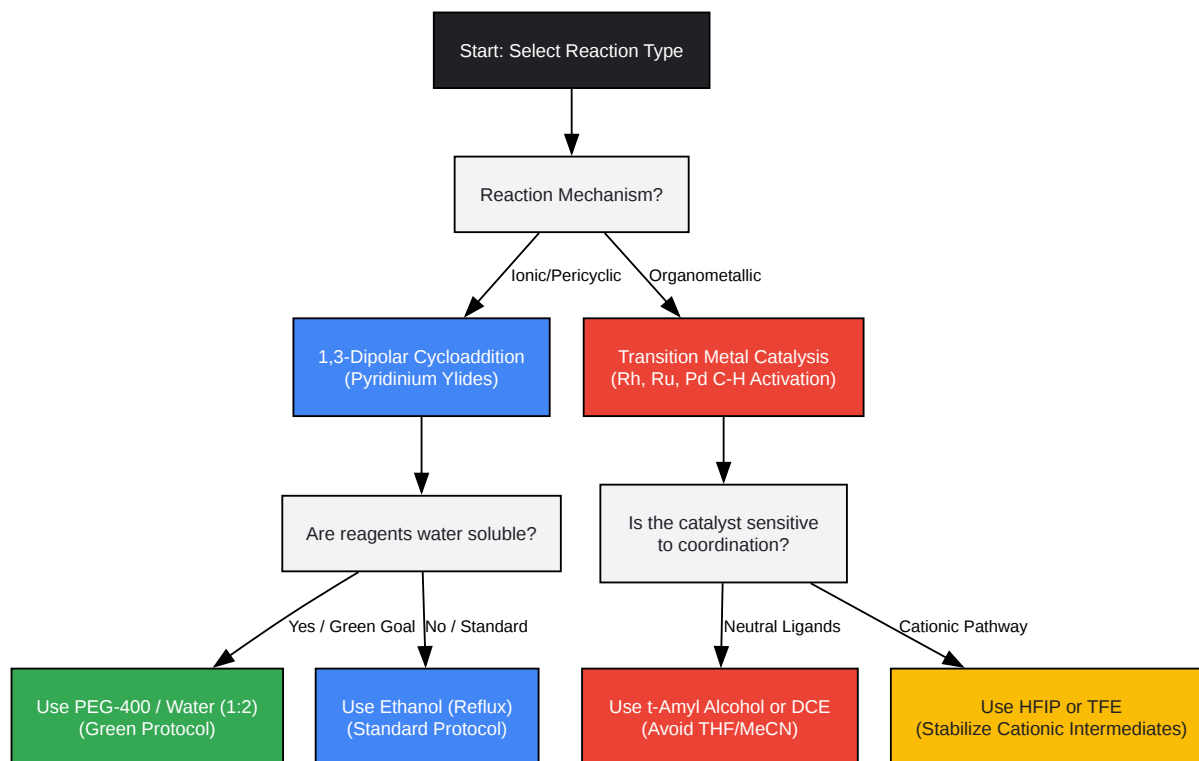 Start: Select Reaction Type
Reaction Mechanism?
Ionic/Pericyclic
Organometallic
1,3-Dipolar Cycloaddition
(Pyridinium Ylides)
Transition Metal Catalysis
(Rh, Ru, Pd C-H Activation)
Are reagents water soluble?
Is the catalyst sensitive
to coordination?
Yes / Green Goal
No / Standard
Neutral Ligands
Cationic Pathway
Use PEG-400 / Water (1:2)
(Green Protocol)
Use Ethanol (Reflux)
(Standard Protocol)
Use t-Amyl Alcohol or DCE
(Avoid THF/MeCN)
Use HFIP or TFE
(Stabilize Cationic Intermediates)